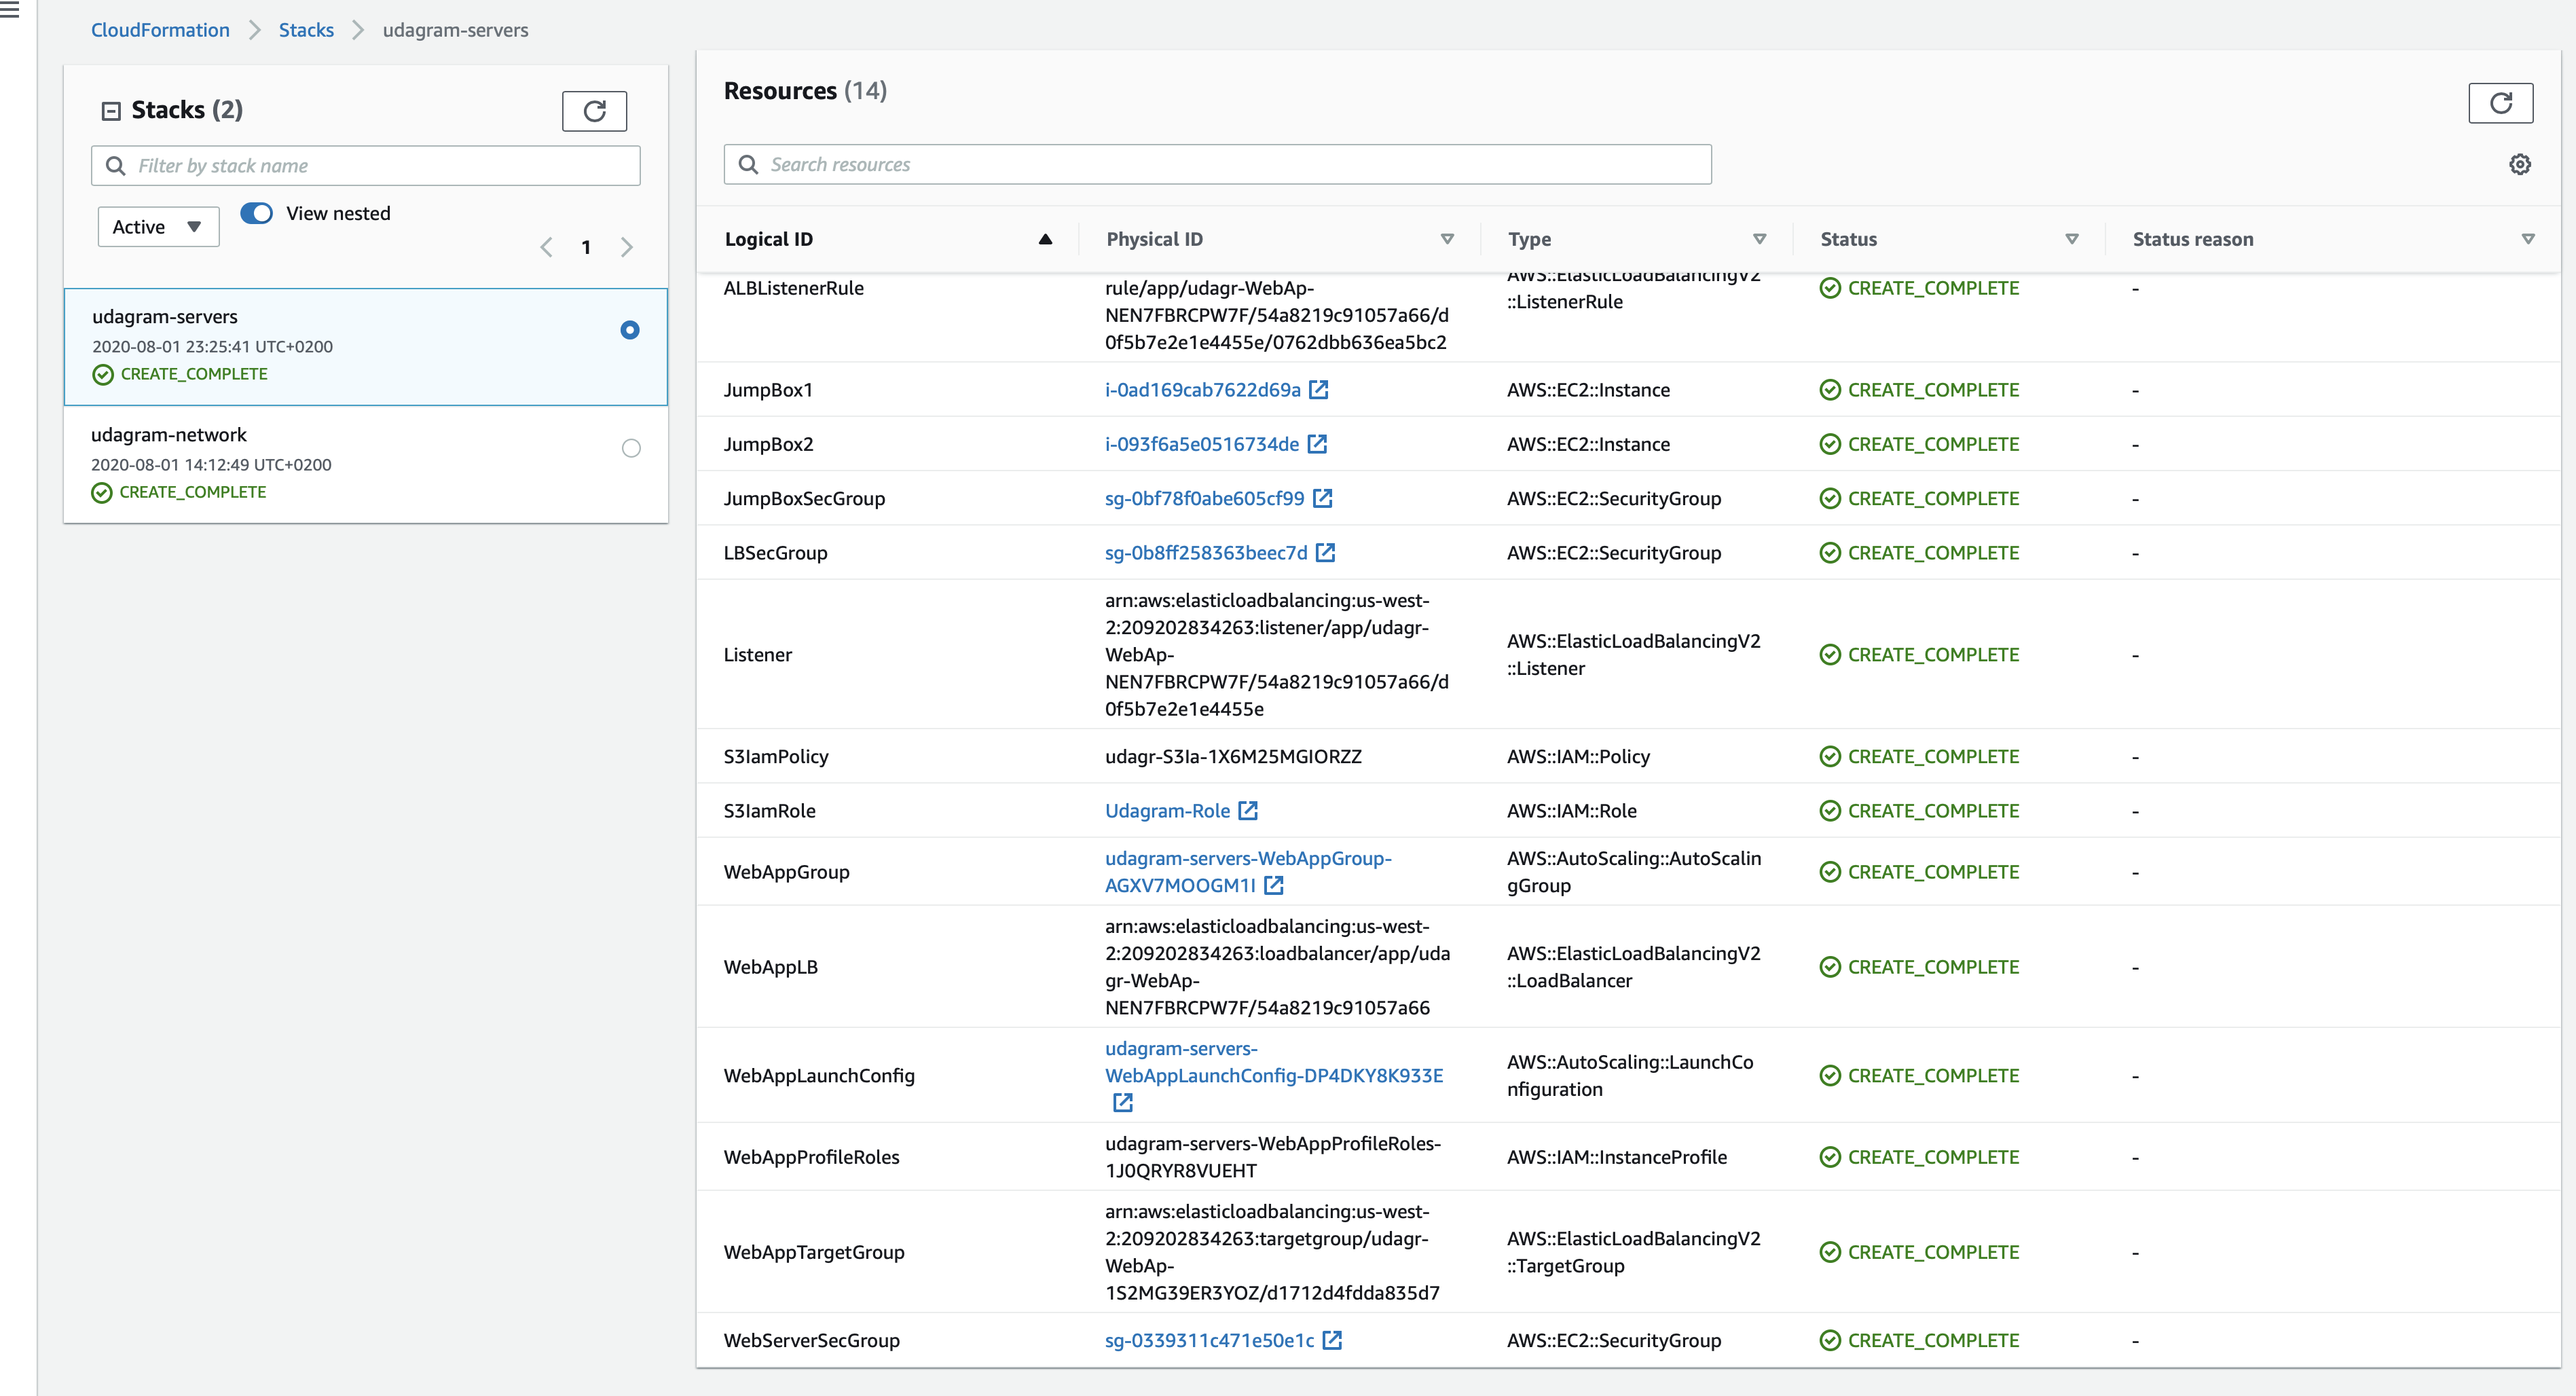 CloudFormation > Stacks > udagram-servers
Stacks (2)
Filter by stack name
Active
View nested
1
udagram-servers
2020-08-01 23:25:41 UTC+0200
CREATE_COMPLETE
udagram-network
2020-08-01 14:12:49 UTC+0200
CREATE_COMPLETE
Resources (14)
Search resources
Logical ID Physical ID Type Status Status reason
ALBListenerRule
rule/app/udagr-WebAp-
NEN7FBRCPW7F/54a8219c91057a66/d
0f5b7e2e1e4455e/0762dbb636ea5bc2
AWS::ElasticLoadBalancingV2
::ListenerRule
CREATE_COMPLETE -
JumpBox1 i-0ad169cab7622d69a AWS::EC2::Instance CREATE_COMPLETE -
JumpBox2 i-093f6a5e0516734de AWS::EC2::Instance CREATE_COMPLETE -
JumpBoxSecGroup sg-0bf78f0abe605cf99 AWS::EC2::SecurityGroup CREATE_COMPLETE -
LBSecGroup sg-0b8ff258363beec7d AWS::EC2::SecurityGroup CREATE_COMPLETE -
Listener
arn:aws:elasticloadbalancing:us-west-
2:209202834263:listener/app/udagr-
WebAp-
NEN7FBRCPW7F/54a8219c91057a66/d
0f5b7e2e1e4455e
AWS::ElasticLoadBalancingV2
::Listener
CREATE_COMPLETE -
S3IamPolicy udagr-S3Ia-1X6M25MGIORZZ AWS::IAM::Policy CREATE_COMPLETE -
S3IamRole Udagram-Role AWS::IAM::Role CREATE_COMPLETE -
WebAppGroup
udagram-servers-WebAppGroup-
AGXV7MOOGM1I
AWS::AutoScaling::AutoScalin
gGroup
CREATE_COMPLETE -
WebAppLB
arn:aws:elasticloadbalancing:us-west-
2:209202834263:loadbalancer/app/uda
gr-WebAp-
NEN7FBRCPW7F/54a8219c91057a66
AWS::ElasticLoadBalancingV2
::LoadBalancer
CREATE_COMPLETE -
WebAppLaunchConfig
udagram-servers-
WebAppLaunchConfig-DP4DKY8K933E
AWS::AutoScaling::LaunchCo
nfiguration
CREATE_COMPLETE -
WebAppProfileRoles
udagram-servers-WebAppProfileRoles-
1J0QRYR8VUEHT
AWS::IAM::InstanceProfile
CREATE_COMPLETE -
WebAppTargetGroup
arn:aws:elasticloadbalancing:us-west-
2:209202834263:targetgroup/udagr-
WebAp-
1S2MG39ER3YOZ/d1712d4fdda835d7
AWS::ElasticLoadBalancingV2
::TargetGroup
CREATE_COMPLETE -
WebServerSecGroup sg-0339311c471e50e1c AWS::EC2::SecurityGroup CREATE_COMPLETE -